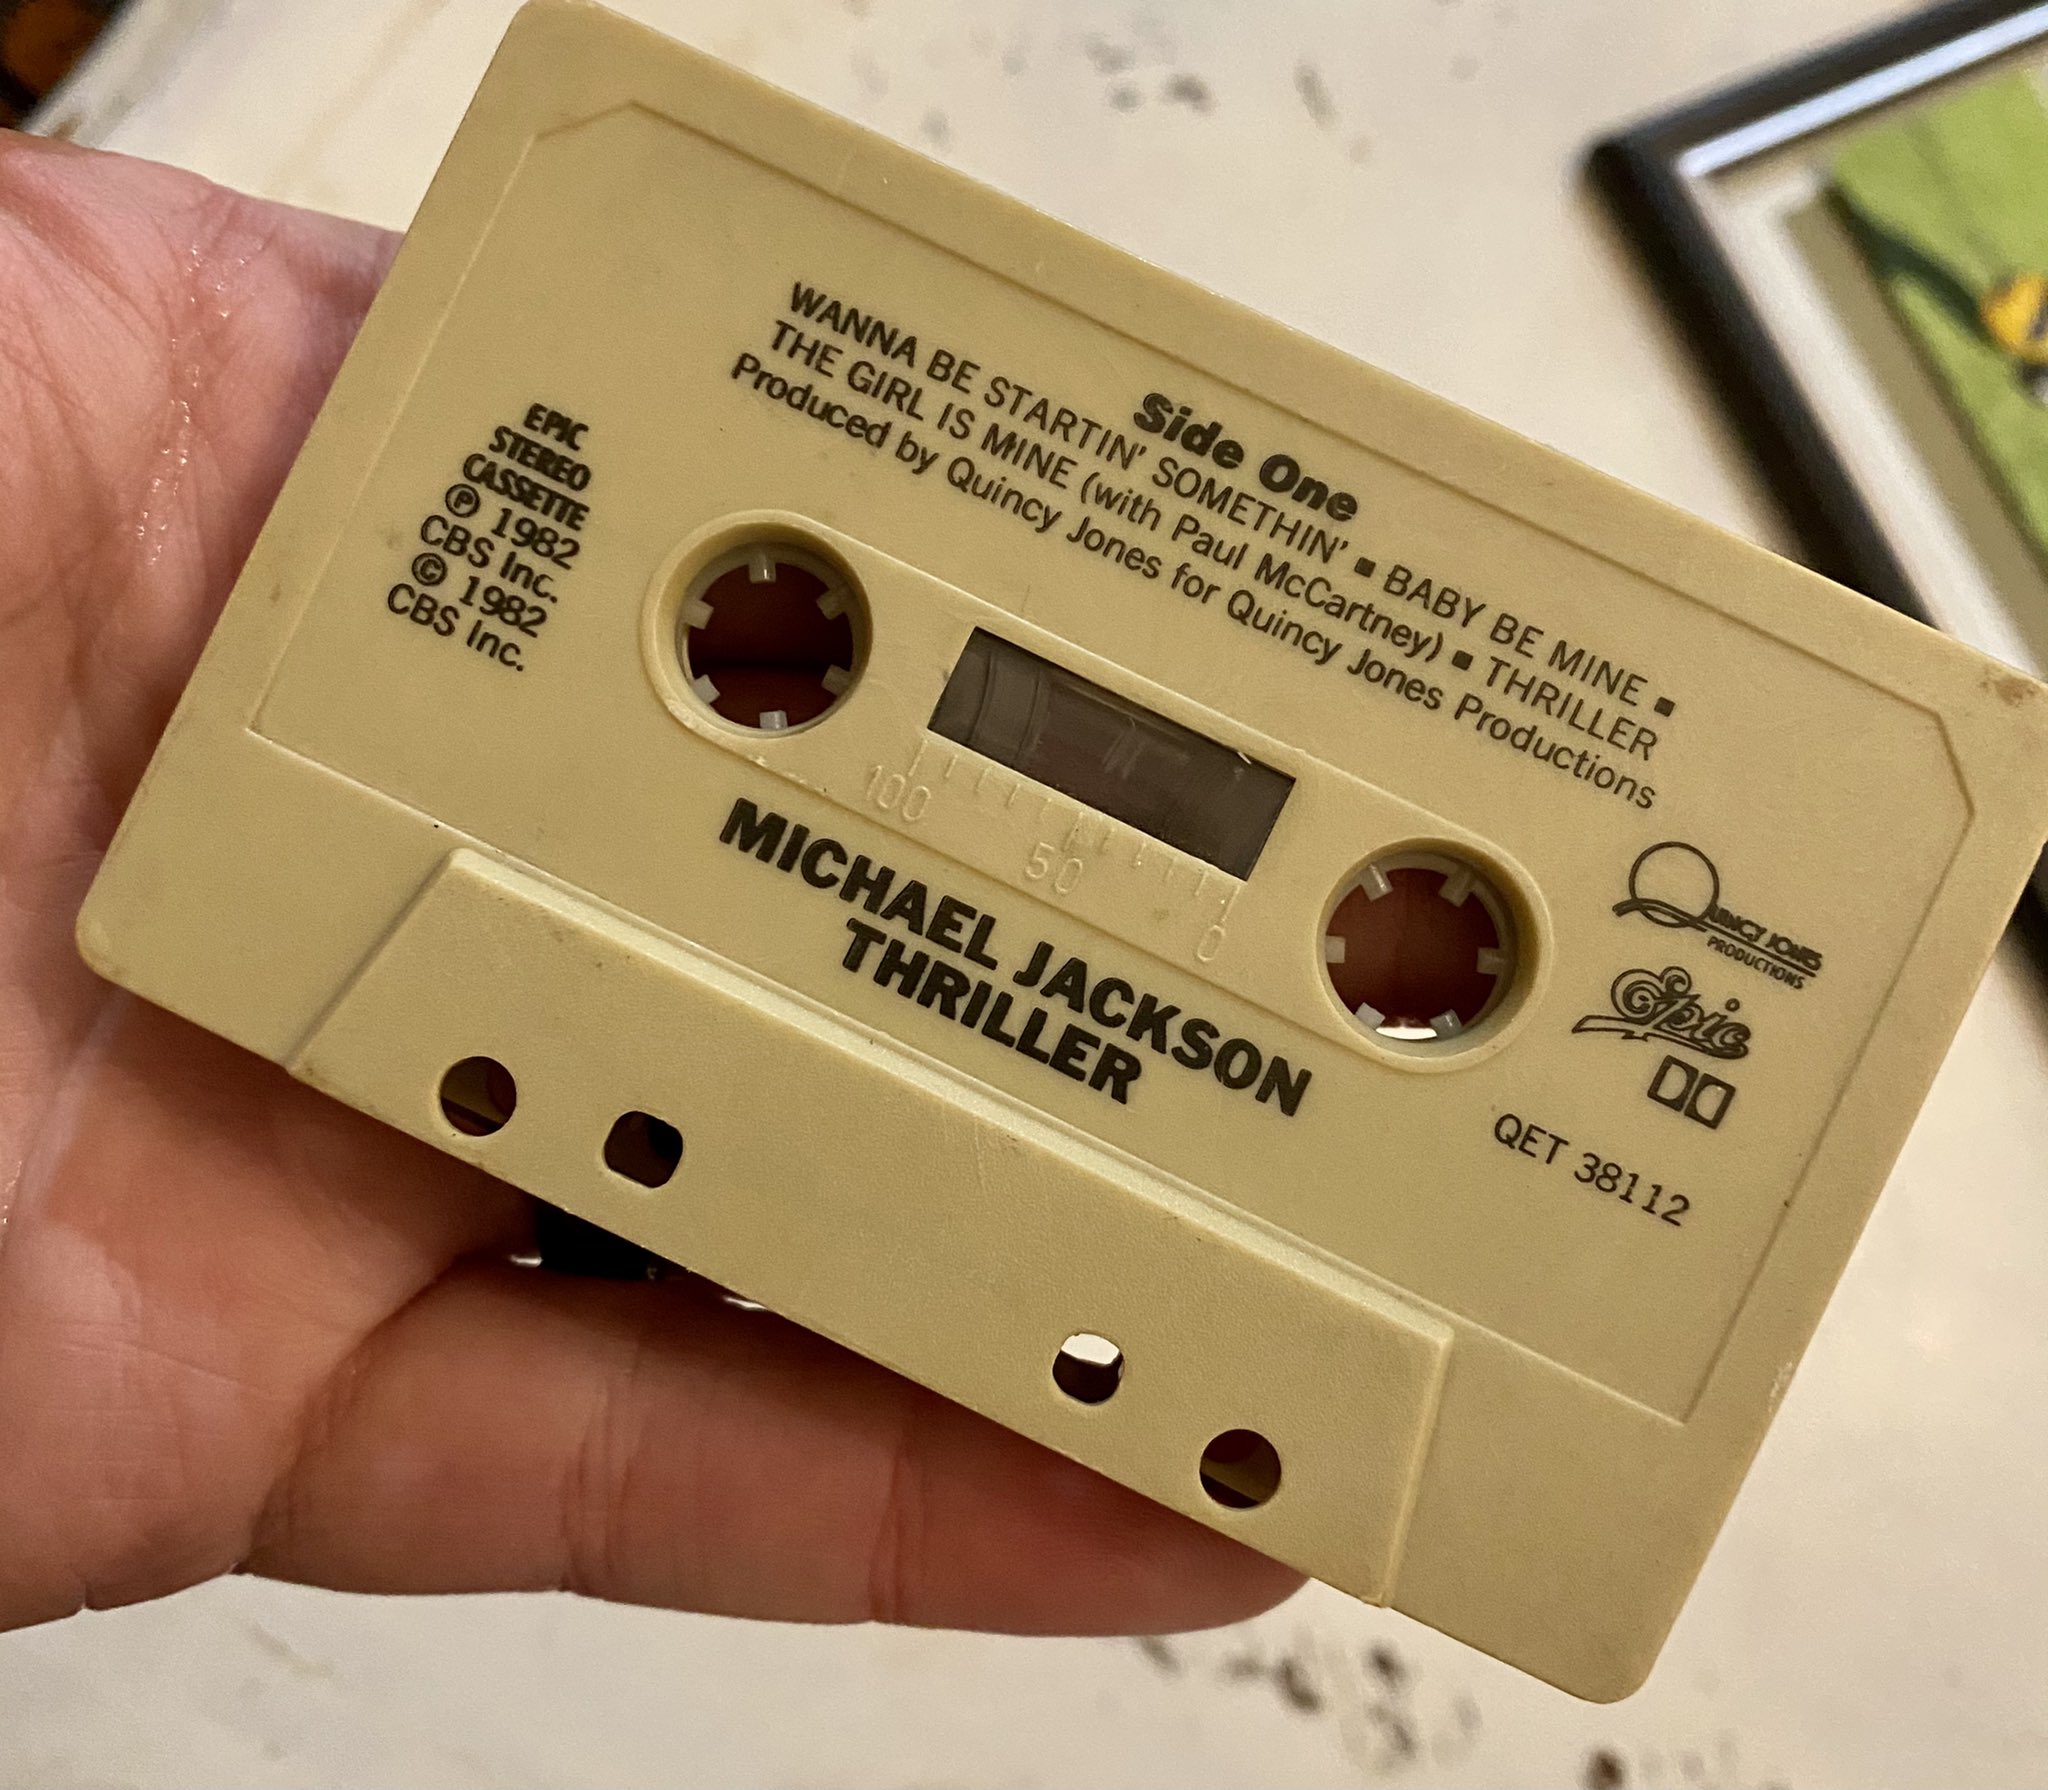 Side One
WANNA BE STARTIN' SOMETHIN' ▪ BABY BE MINE ▪
THE GIRL IS MINE (with Paul McCartney) ▪ THRILLER
Produced by Quincy Jones for Quincy Jones Productions
EPIC
STEREO
CASSETTE
Ⓟ 1982
CBS Inc.
© 1982
CBS Inc.
100
50
0
MICHAEL JACKSON
THRILLER
QUINCY JONES
PRODUCTIONS
Epic
QET 38112